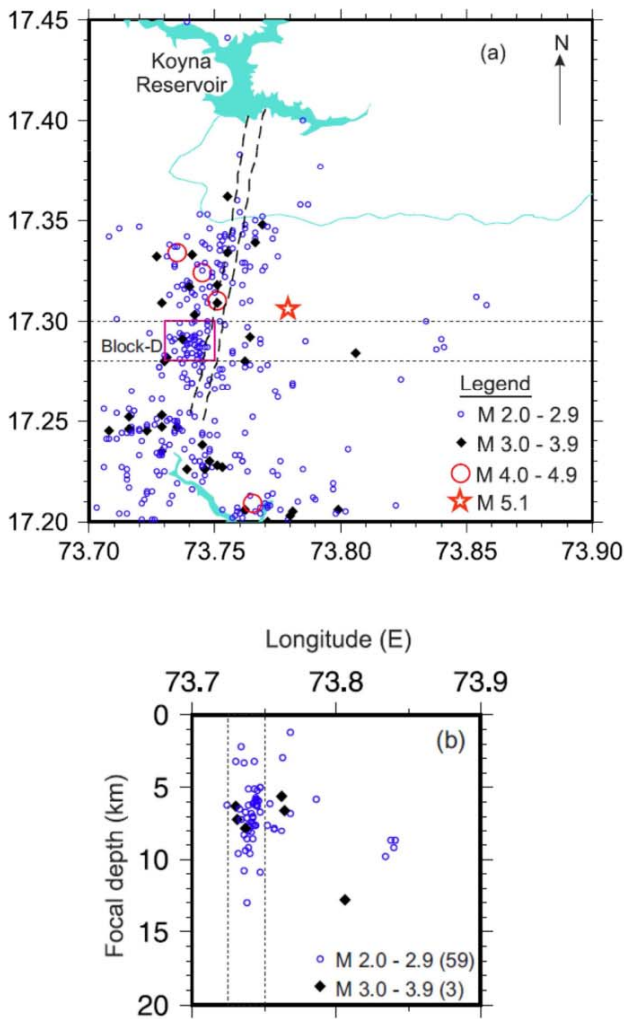 17.45
(a)
N
Koyna
Reservoir
17.40
17.35
17.30
Block-D
Legend
M 2.0 - 2.9
17.25
M 3.0 - 3.9
M 4.0 - 4.9
M 5.1
17.20
73.70 73.75 73.80 73.85 73.90
Longitude (E)
73.7 73.8 73.9
0
(b)
5
Focal depth (km)
10
15
M 2.0 - 2.9 (59)
M 3.0 - 3.9 (3)
20